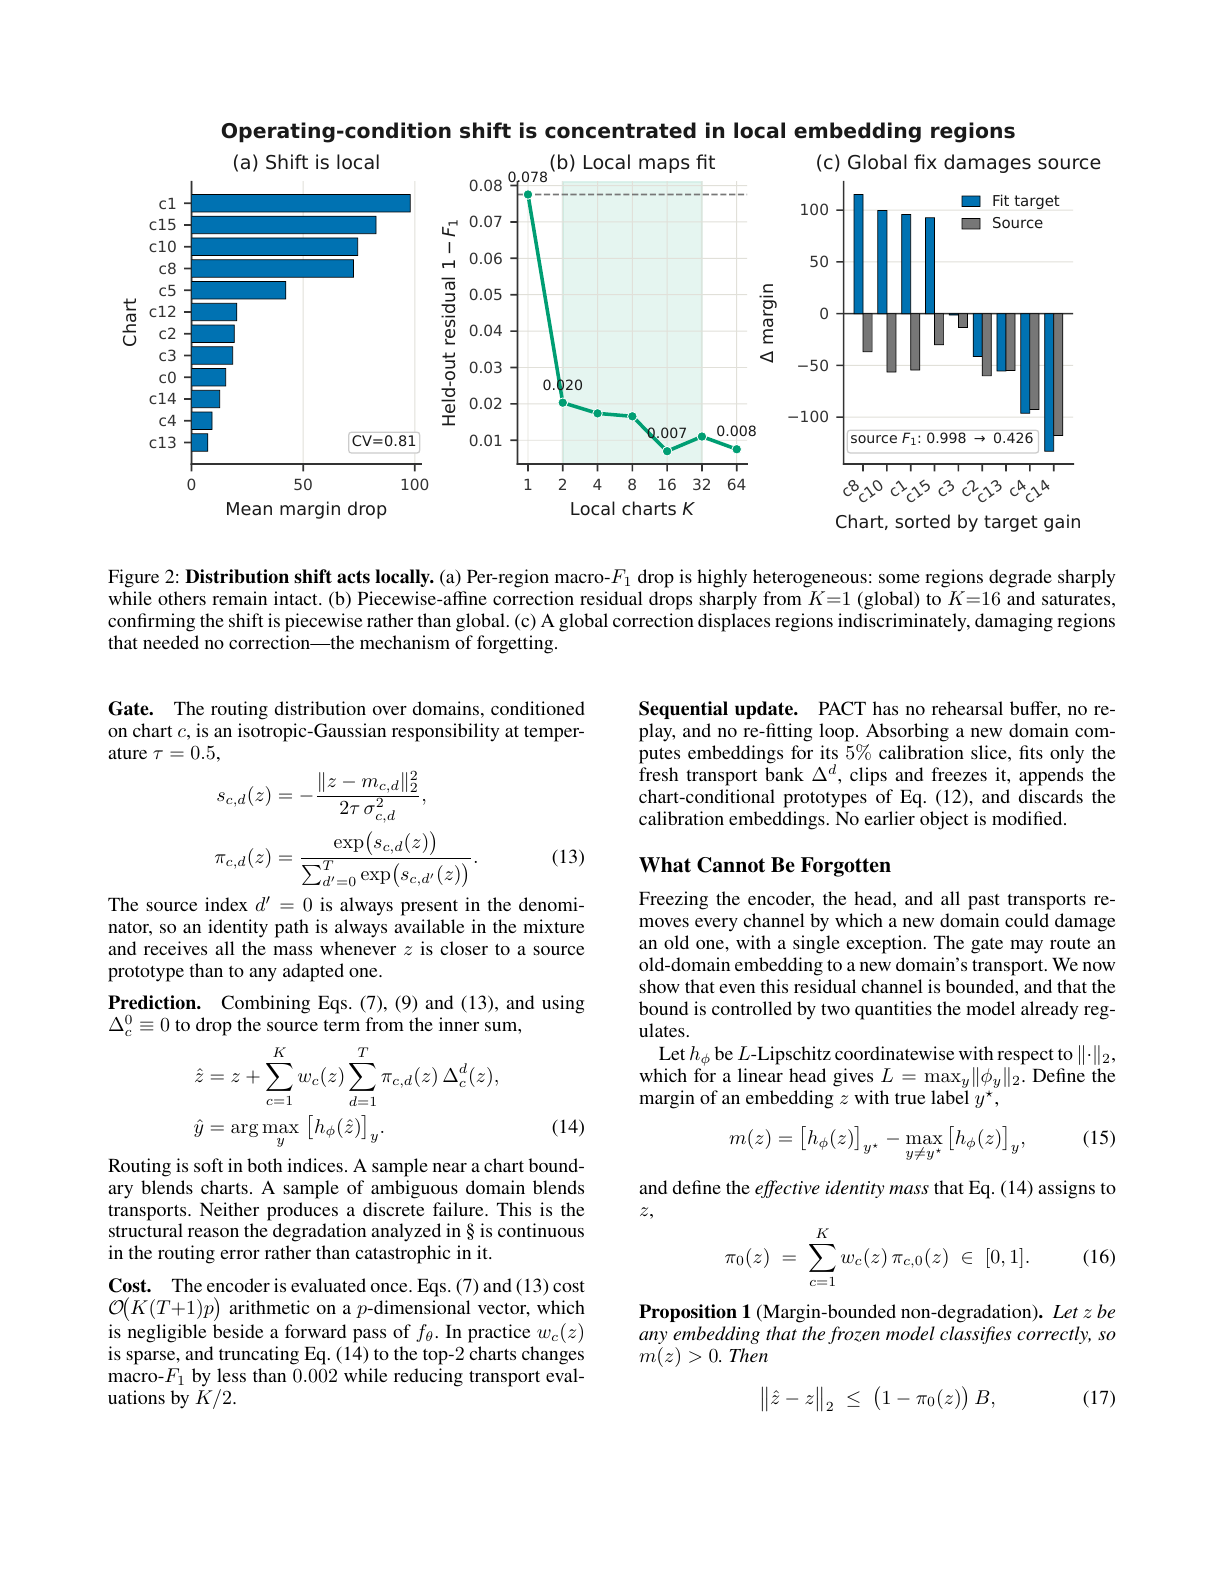 Operating-condition shift is concentrated in local embedding regions
(a) Shift is local
Chart
c1
c15
c10
c8
c5
c12
c2
c3
c0
c14
c4
c13
CV=0.81
0 50 100
Mean margin drop
(b) Local maps fit
Held-out residual 1 − F₁
0.08
0.07
0.06
0.05
0.04
0.03
0.02
0.01
0.078
0.020
0.007
0.008
1 2 4 8 16 32 64
Local charts K
(c) Global fix damages source
Δ margin
100
50
0
−50
−100
Fit target
Source
source F₁: 0.998 → 0.426
c8 c10 c1 c15 c3 c2 c13 c4 c14
Chart, sorted by target gain
Figure 2: Distribution shift acts locally. (a) Per-region macro-F₁ drop is highly heterogeneous: some regions degrade sharply
while others remain intact. (b) Piecewise-affine correction residual drops sharply from K=1 (global) to K=16 and saturates,
confirming the shift is piecewise rather than global. (c) A global correction displaces regions indiscriminately, damaging regions
that needed no correction—the mechanism of forgetting.
Gate. The routing distribution over domains, conditioned
on chart c, is an isotropic-Gaussian responsibility at temper-
ature τ = 0.5,
s_{c,d}(z) = −‖z − m_{c,d}‖₂² / (2τ σ²_{c,d}),
π_{c,d}(z) = exp(s_{c,d}(z)) / ∑_{d′=0}^{T} exp(s_{c,d′}(z)). (13)
The source index d′ = 0 is always present in the denomi-
nator, so an identity path is always available in the mixture
and receives all the mass whenever z is closer to a source
prototype than to any adapted one.
Prediction. Combining Eqs. (7), (9) and (13), and using
Δ_c^0 ≡ 0 to drop the source term from the inner sum,
ẑ = z + ∑_{c=1}^{K} w_c(z) ∑_{d=1}^{T} π_{c,d}(z) Δ_c^d(z),
ŷ = arg max_y [h_ϕ(ẑ)]_y. (14)
Routing is soft in both indices. A sample near a chart bound-
ary blends charts. A sample of ambiguous domain blends
transports. Neither produces a discrete failure. This is the
structural reason the degradation analyzed in § is continuous
in the routing error rather than catastrophic in it.
Cost. The encoder is evaluated once. Eqs. (7) and (13) cost
𝒪(K(T+1)p) arithmetic on a p-dimensional vector, which
is negligible beside a forward pass of f_θ. In practice w_c(z)
is sparse, and truncating Eq. (14) to the top-2 charts changes
macro-F₁ by less than 0.002 while reducing transport eval-
uations by K/2.
Sequential update. PACT has no rehearsal buffer, no re-
play, and no re-fitting loop. Absorbing a new domain com-
putes embeddings for its 5% calibration slice, fits only the
fresh transport bank Δ^d, clips and freezes it, appends the
chart-conditional prototypes of Eq. (12), and discards the
calibration embeddings. No earlier object is modified.
What Cannot Be Forgotten
Freezing the encoder, the head, and all past transports re-
moves every channel by which a new domain could damage
an old one, with a single exception. The gate may route an
old-domain embedding to a new domain's transport. We now
show that even this residual channel is bounded, and that the
bound is controlled by two quantities the model already reg-
ulates.
Let h_ϕ be L-Lipschitz coordinatewise with respect to ‖·‖₂,
which for a linear head gives L = max_y‖ϕ_y‖₂. Define the
margin of an embedding z with true label y⋆,
m(z) = [h_ϕ(z)]_{y⋆} − max_{y≠y⋆} [h_ϕ(z)]_y, (15)
and define the effective identity mass that Eq. (14) assigns to
z,
π₀(z) = ∑_{c=1}^{K} w_c(z) π_{c,0}(z) ∈ [0, 1]. (16)
Proposition 1 (Margin-bounded non-degradation). Let z be
any embedding that the frozen model classifies correctly, so
m(z) > 0. Then
‖ẑ − z‖₂ ≤ (1 − π₀(z)) B, (17)